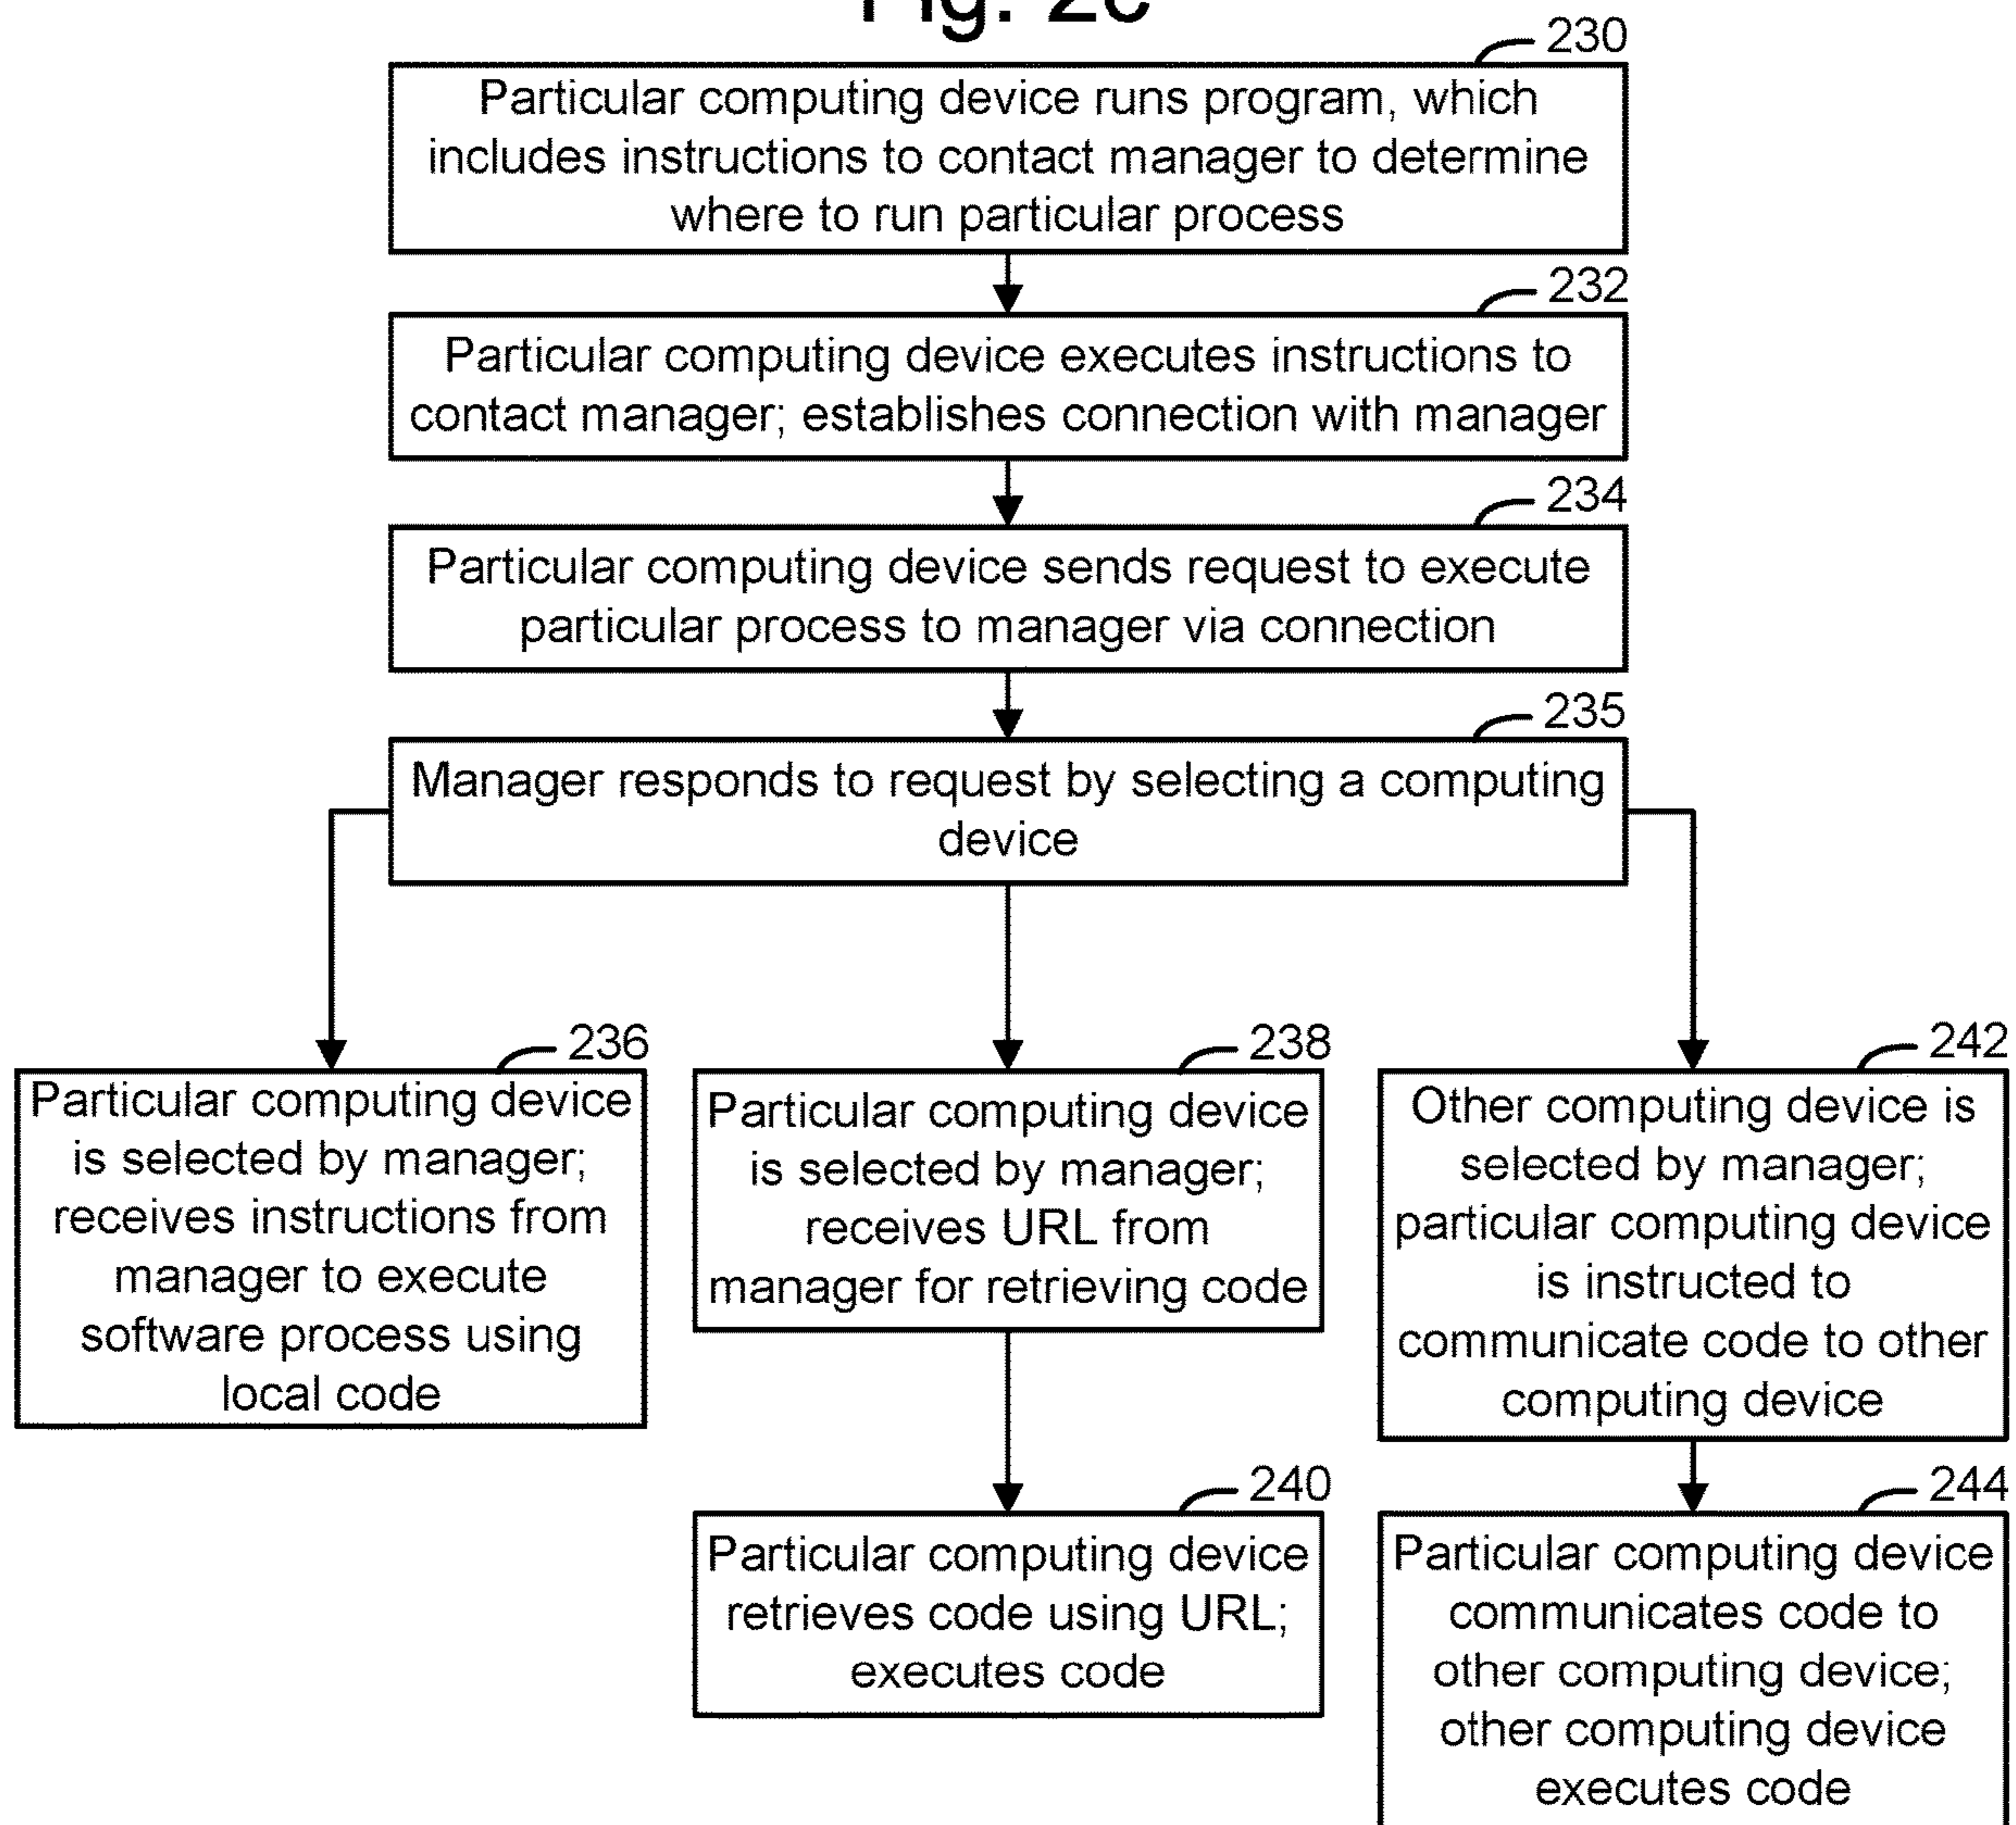 Fig. 2c
230
Particular computing device runs program, which
includes instructions to contact manager to determine
where to run particular process
232
Particular computing device executes instructions to
contact manager; establishes connection with manager
234
Particular computing device sends request to execute
particular process to manager via connection
235
Manager responds to request by selecting a computing
device
236
Particular computing device
is selected by manager;
receives instructions from
manager to execute
software process using
local code
238
Particular computing device
is selected by manager;
receives URL from
manager for retrieving code
242
Other computing device is
selected by manager;
particular computing device
is instructed to
communicate code to other
computing device
240
Particular computing device
retrieves code using URL;
executes code
244
Particular computing device
communicates code to
other computing device;
other computing device
executes code